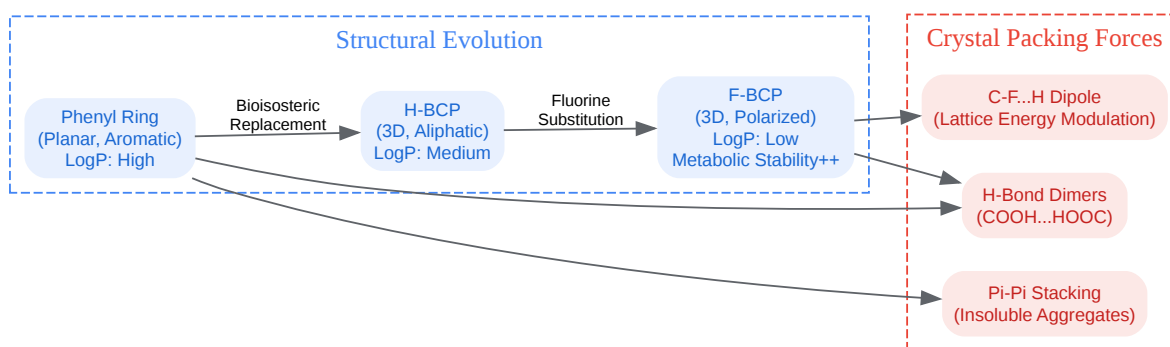 Structural Evolution
Crystal Packing Forces
Phenyl Ring
(Planar, Aromatic)
LogP: High
Bioisosteric
Replacement
H-BCP
(3D, Aliphatic)
LogP: Medium
Fluorine
Substitution
F-BCP
(3D, Polarized)
LogP: Low
Metabolic Stability++
C-F...H Dipole
(Lattice Energy Modulation)
H-Bond Dimers
(COOH...HOOC)
Pi-Pi Stacking
(Insoluble Aggregates)